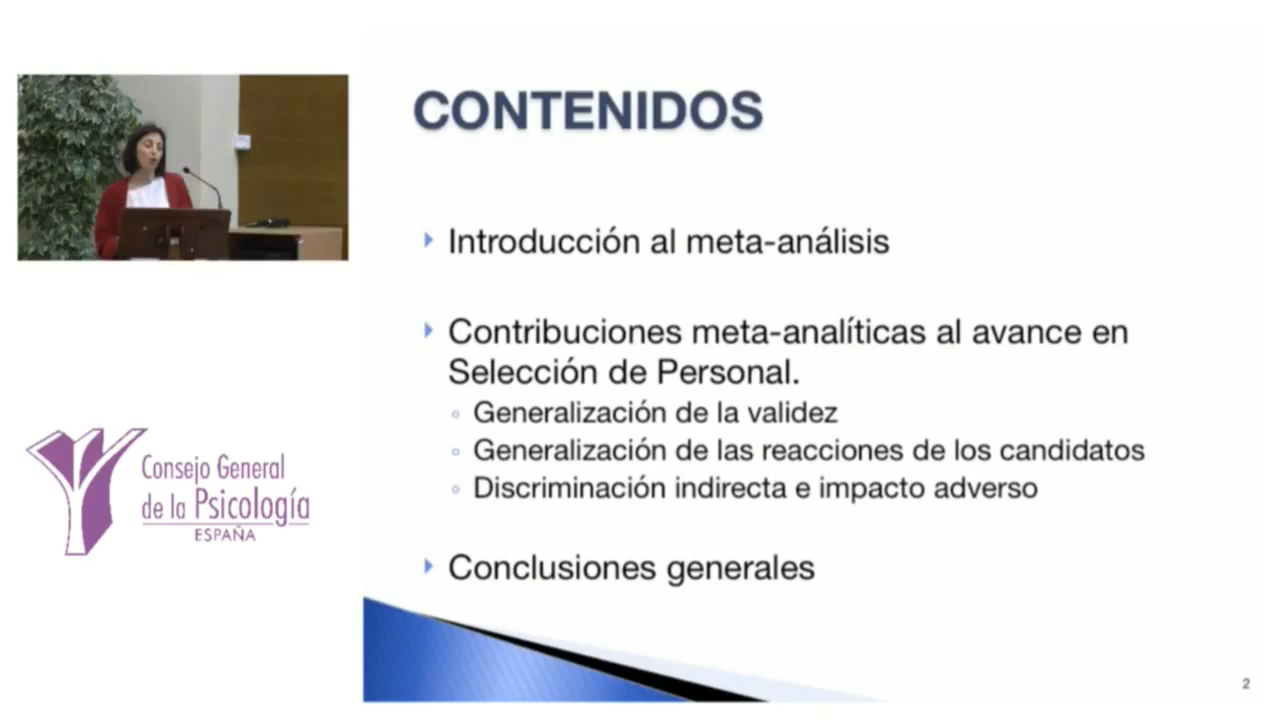 CONTENIDOS
Introducción al meta-análisis
Contribuciones meta-analíticas al avance en
Selección de Personal.
Generalización de la validez
Generalización de las reacciones de los candidatos
Discriminación indirecta e impacto adverso
Conclusiones generales
Consejo General
de la Psicología
ESPAÑA
2